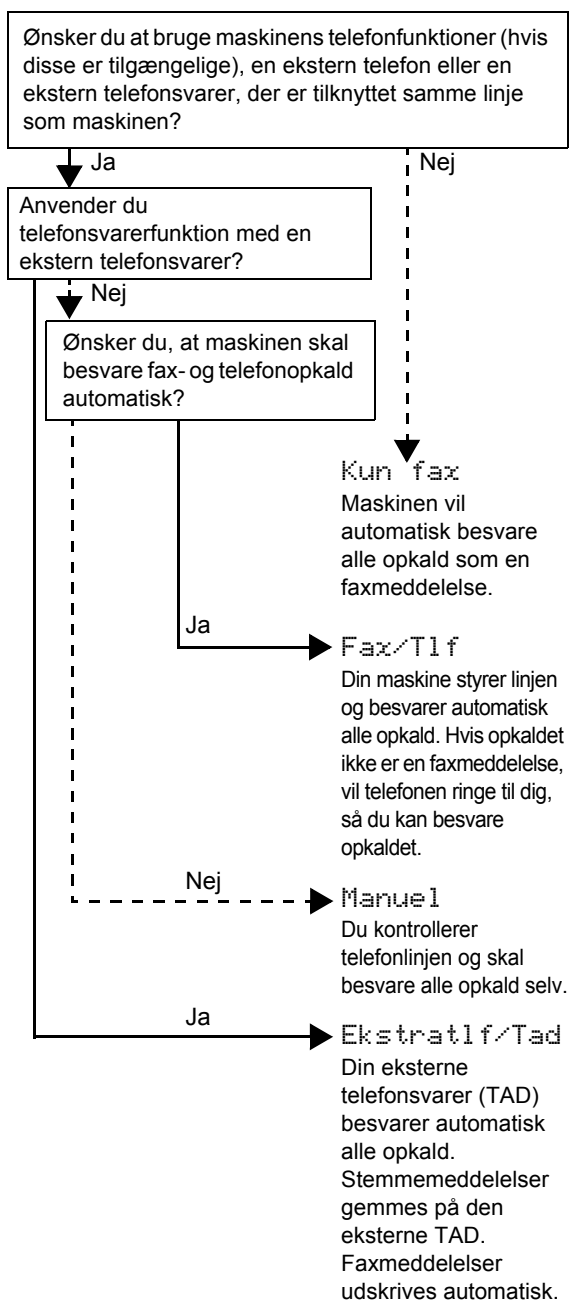 Ønsker du at bruge maskinens telefonfunktioner (hvis
disse er tilgængelige), en ekstern telefon eller en
ekstern telefonsvarer, der er tilknyttet samme linje
som maskinen?
Ja
Nej
Anvender du
telefonsvarerfunktion med en
ekstern telefonsvarer?
Nej
Ønsker du, at maskinen skal
besvare fax- og telefonopkald
automatisk?
Kun fax
Maskinen vil
automatisk besvare
alle opkald som en
faxmeddelelse.
Ja
Fax/Tlf
Din maskine styrer linjen
og besvarer automatisk
alle opkald. Hvis opkaldet
ikke er en faxmeddelelse,
vil telefonen ringe til dig,
så du kan besvare
opkaldet.
Nej
Manuel
Du kontrollerer
telefonlinjen og skal
besvare alle opkald selv.
Ja
Ekstratlf/Tad
Din eksterne
telefonsvarer (TAD)
besvarer automatisk
alle opkald.
Stemmemeddelelser
gemmes på den
eksterne TAD.
Faxmeddelelser
udskrives automatisk.